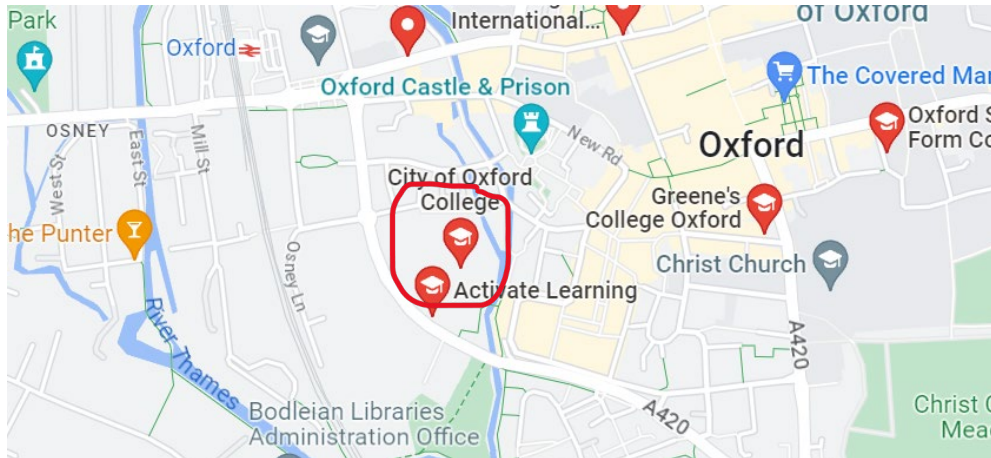 Park
International...
of Oxford
Oxford
Oxford Castle & Prison
The Covered Mar
OSNEY
West St
East St
Mill St
New Rd
Oxford
Oxford S
Form Co
City of Oxford
College
Greene's
College Oxford
he Punter
Osney Ln
Christ Church
Activate Learning
River Thames
A420
A420
Bodleian Libraries
Administration Office
Christ C
Mea